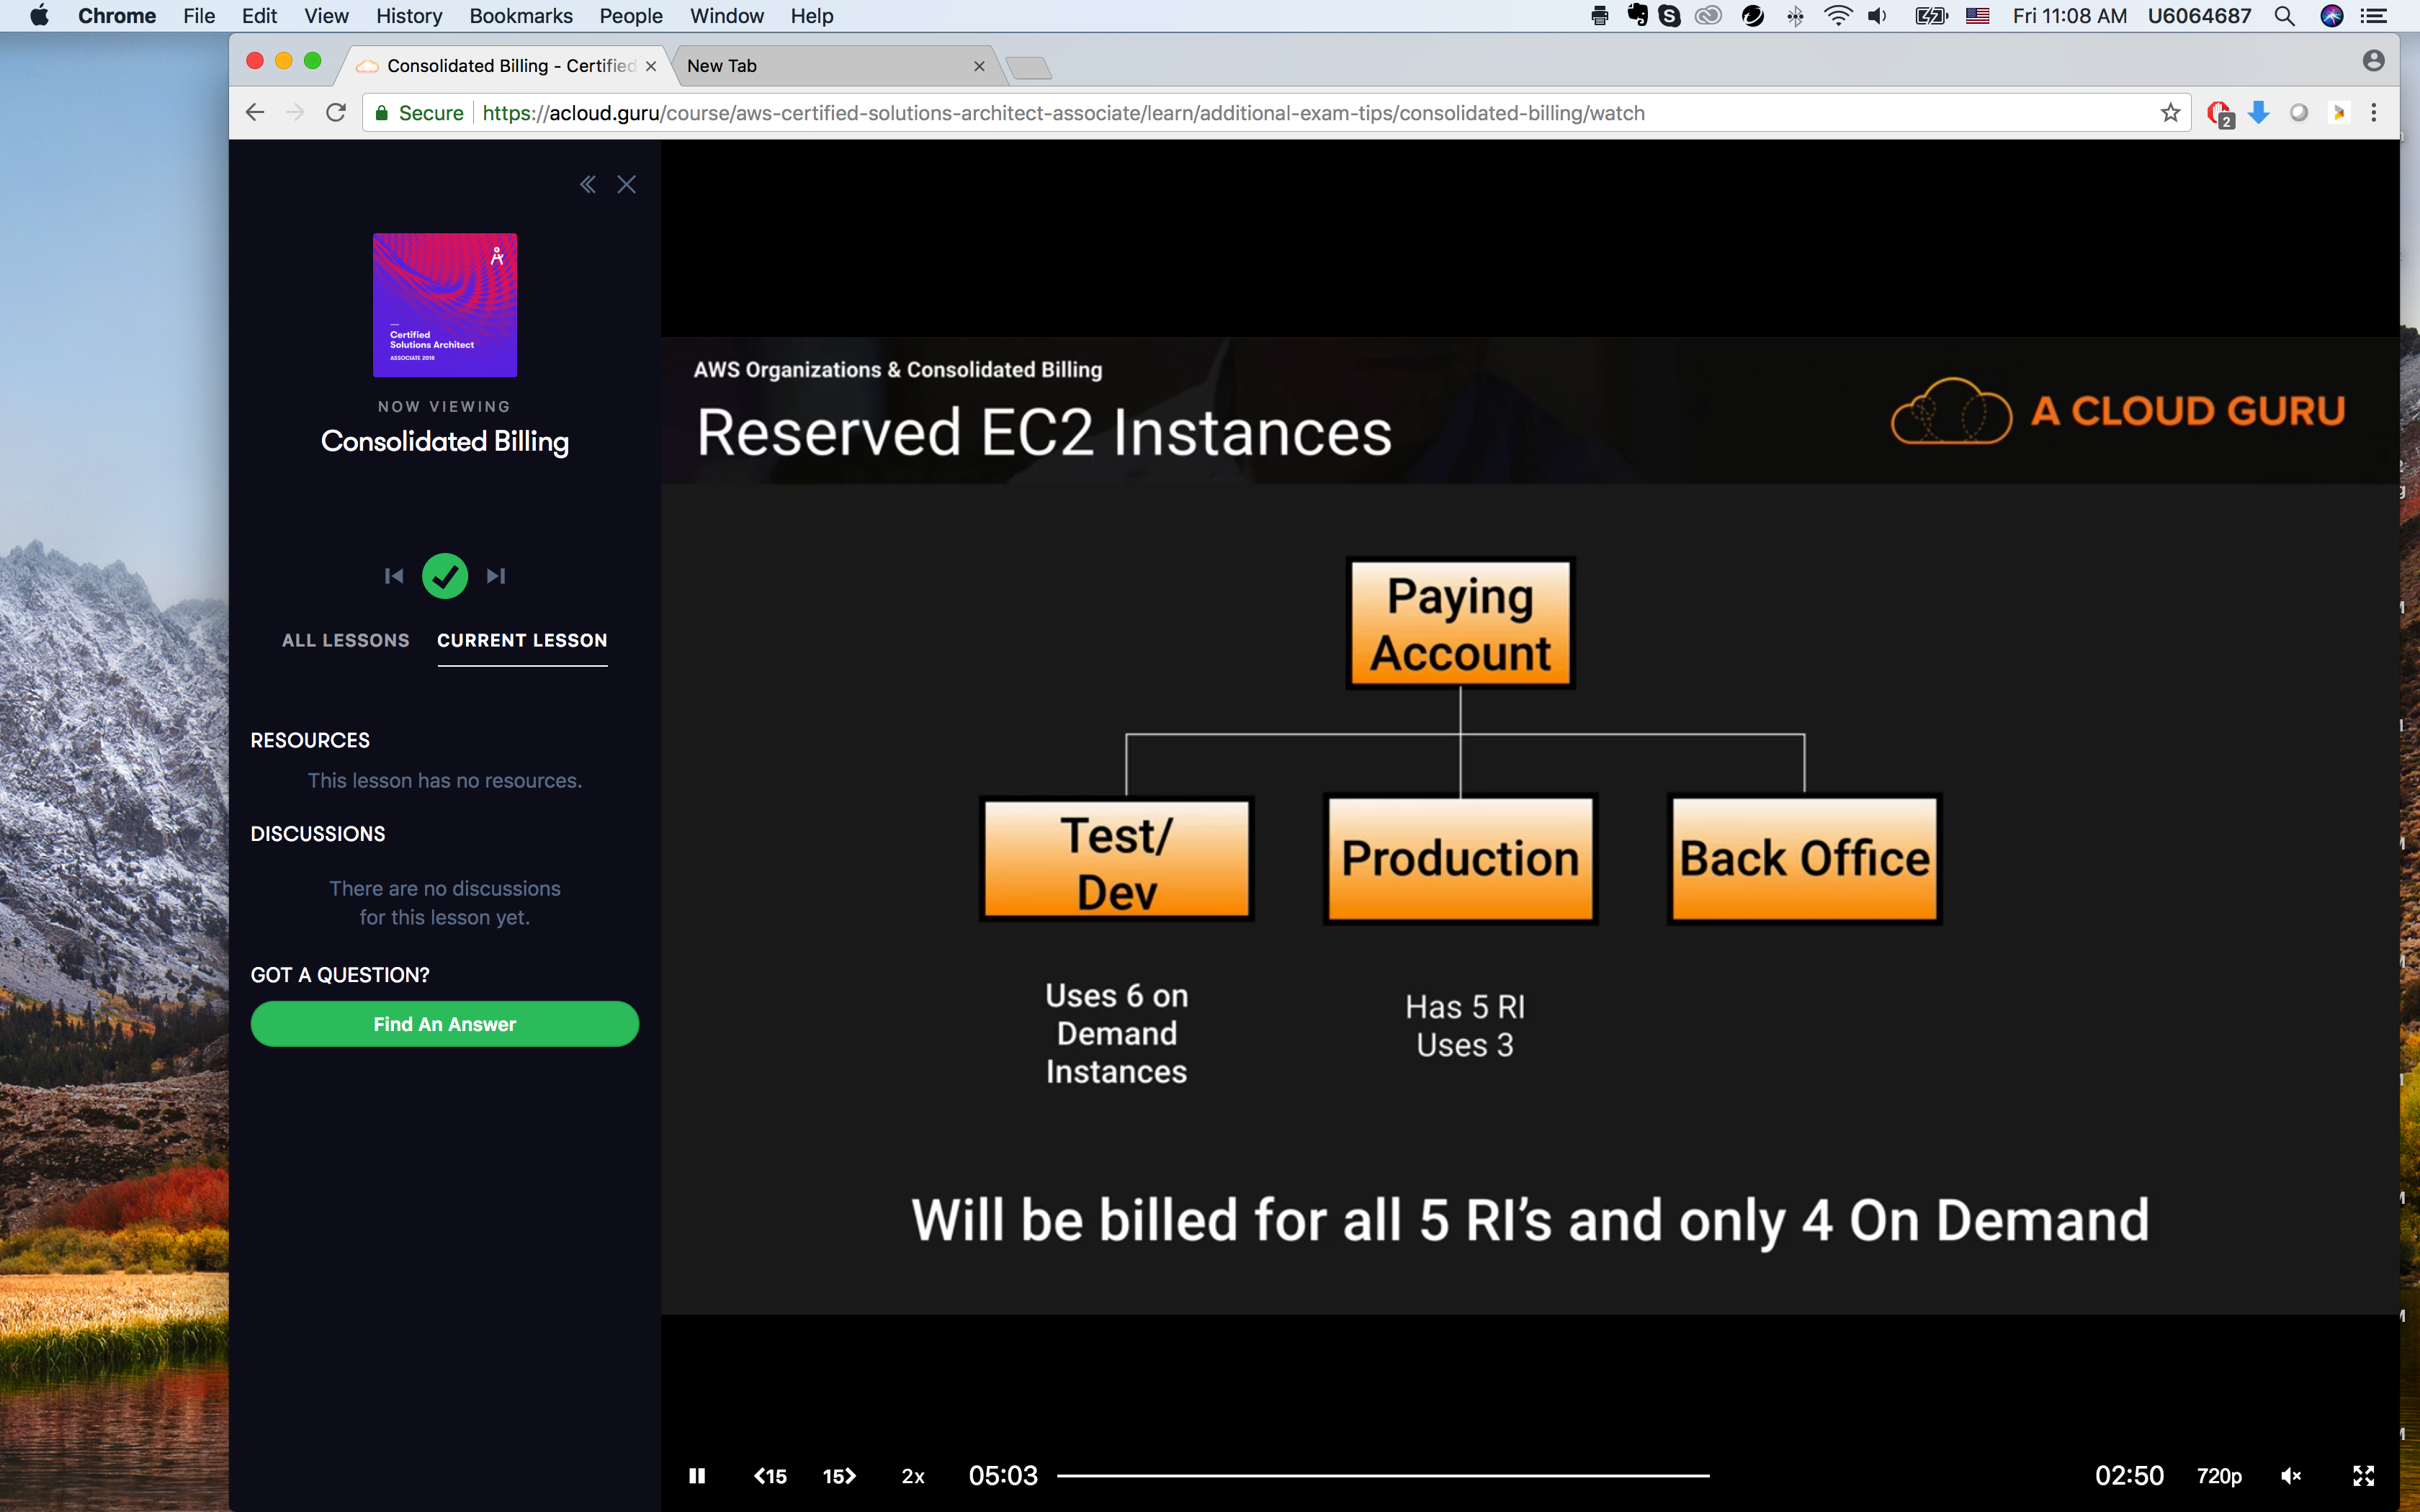 Chrome File Edit View History Bookmarks People Window Help
Fri 11:08 AM U6064687
Consolidated Billing - Certified
New Tab
Secure https://acloud.guru/course/aws-certified-solutions-architect-associate/learn/additional-exam-tips/consolidated-billing/watch
2
Certified
Solutions Architect
ASSOCIATE 2018
NOW VIEWING
Consolidated Billing
ALL LESSONS CURRENT LESSON
RESOURCES
This lesson has no resources.
DISCUSSIONS
There are no discussions
for this lesson yet.
GOT A QUESTION?
Find An Answer
AWS Organizations & Consolidated Billing
Reserved EC2 Instances
A CLOUD GURU
Paying
Account
Test/
Dev
Production
Back Office
Uses 6 on
Demand
Instances
Has 5 RI
Uses 3
Will be billed for all 5 RI’s and only 4 On Demand
15 15 2x 05:03 02:50 720p